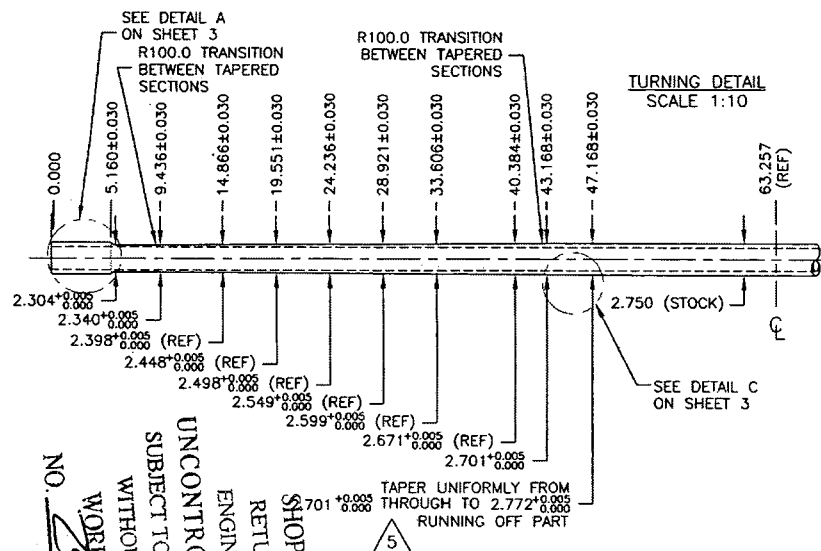 SEE DETAIL A
ON SHEET 3
R100.0 TRANSITION
BETWEEN TAPERED
SECTIONS
R100.0 TRANSITION
BETWEEN TAPERED
SECTIONS
TURNING DETAIL
SCALE 1:10
0.000
5.160±0.030
9.436±0.030
14.866±0.030
19.551±0.030
24.236±0.030
28.921±0.030
33.606±0.030
40.384±0.030
43.168±0.030
47.168±0.030
63.257
(REF)
2.304 +0.005 0.000
2.340 +0.005 0.000
2.398 +0.005 0.000 (REF)
2.448 +0.005 0.000 (REF)
2.498 +0.005 0.000 (REF)
2.549 +0.005 0.000 (REF)
2.599 +0.005 0.000 (REF)
2.671 +0.005 0.000 (REF)
2.701 +0.005 0.000
2.750 (STOCK)
℄
SEE DETAIL C
ON SHEET 3
TAPER UNIFORMLY FROM
2.701 +0.005 0.000 THROUGH TO 2.772 +0.005 0.000
RUNNING OFF PART
5
SHOP
RETU
ENGIN
UNCONTRO
SUBJECT TO
WITHOU
WORK
NO.